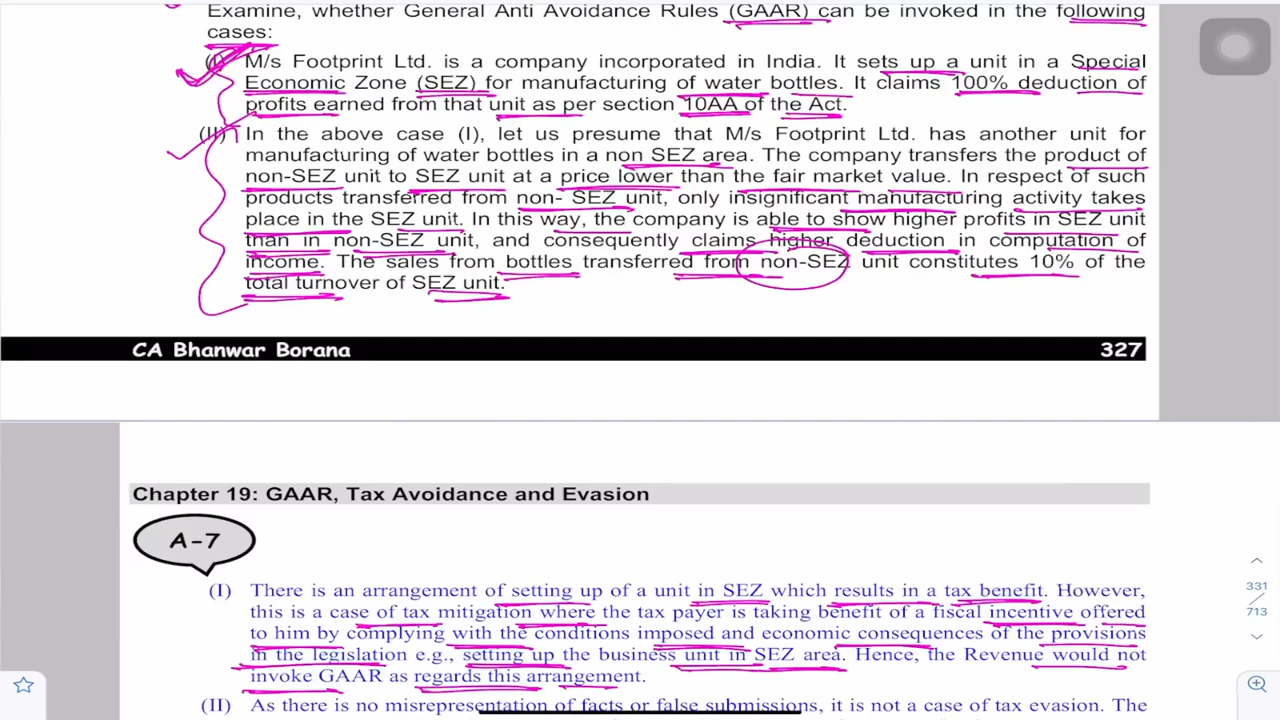 Examine, whether General Anti Avoidance Rules (GAAR) can be invoked in the following
cases:
(I) M/s Footprint Ltd. is a company incorporated in India. It sets up a unit in a Special
Economic Zone (SEZ) for manufacturing of water bottles. It claims 100% deduction of
profits earned from that unit as per section 10AA of the Act.
(II) In the above case (I), let us presume that M/s Footprint Ltd. has another unit for
manufacturing of water bottles in a non SEZ area. The company transfers the product of
non-SEZ unit to SEZ unit at a price lower than the fair market value. In respect of such
products transferred from non- SEZ unit, only insignificant manufacturing activity takes
place in the SEZ unit. In this way, the company is able to show higher profits in SEZ unit
than in non-SEZ unit, and consequently claims higher deduction in computation of
income. The sales from bottles transferred from non-SEZ unit constitutes 10% of the
total turnover of SEZ unit.
CA Bhanwar Borana 327
Chapter 19: GAAR, Tax Avoidance and Evasion
A-7
(I) There is an arrangement of setting up of a unit in SEZ which results in a tax benefit. However,
this is a case of tax mitigation where the tax payer is taking benefit of a fiscal incentive offered
to him by complying with the conditions imposed and economic consequences of the provisions
in the legislation e.g., setting up the business unit in SEZ area. Hence, the Revenue would not
invoke GAAR as regards this arrangement.
(II) As there is no misrepresentation of facts or false submissions, it is not a case of tax evasion. The
331
713